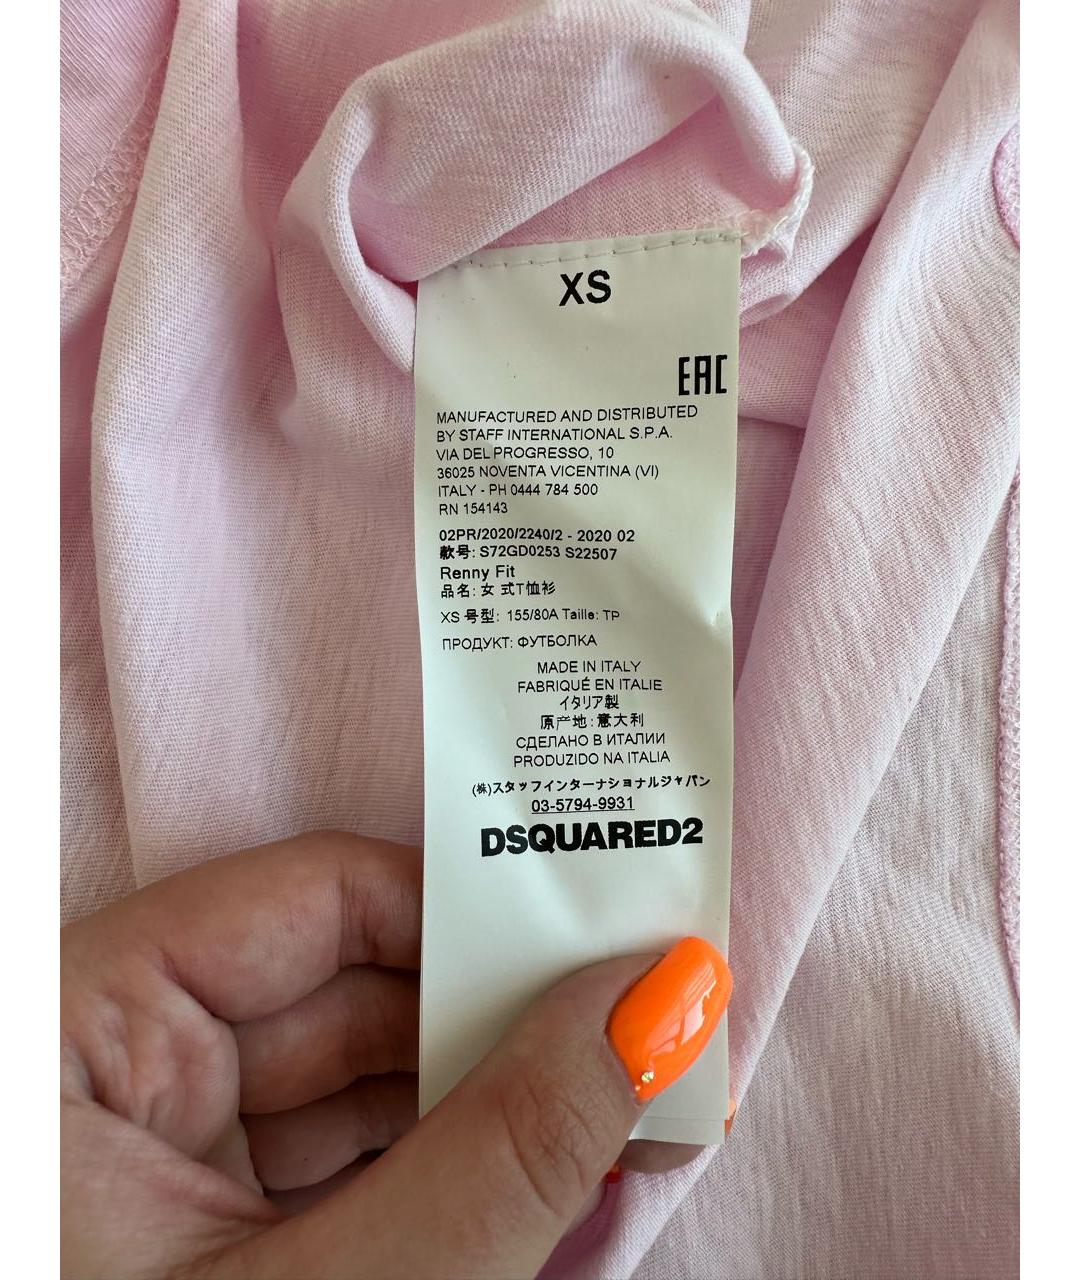 XS
EAC
MANUFACTURED AND DISTRIBUTED
BY STAFF INTERNATIONAL S.P.A.
VIA DEL PROGRESSO, 10
36025 NOVENTA VICENTINA (VI)
ITALY - PH 0444 784 500
RN 154143
02PR/2020/2240/2 - 2020 02
款号: S72GD0253 S22507
Renny Fit
品名: 女 式T恤衫
XS 号型: 155/80A Taille: TP
ПРОДУКТ: ФУТБОЛКА
MADE IN ITALY
FABRIQUÉ EN ITALIE
イタリア製
原产地: 意大利
СДЕЛАНО В ИТАЛИИ
PRODUZIDO NA ITALIA
(株)スタッフインターナショナルジャパン
03-5794-9931
DSQUARED2